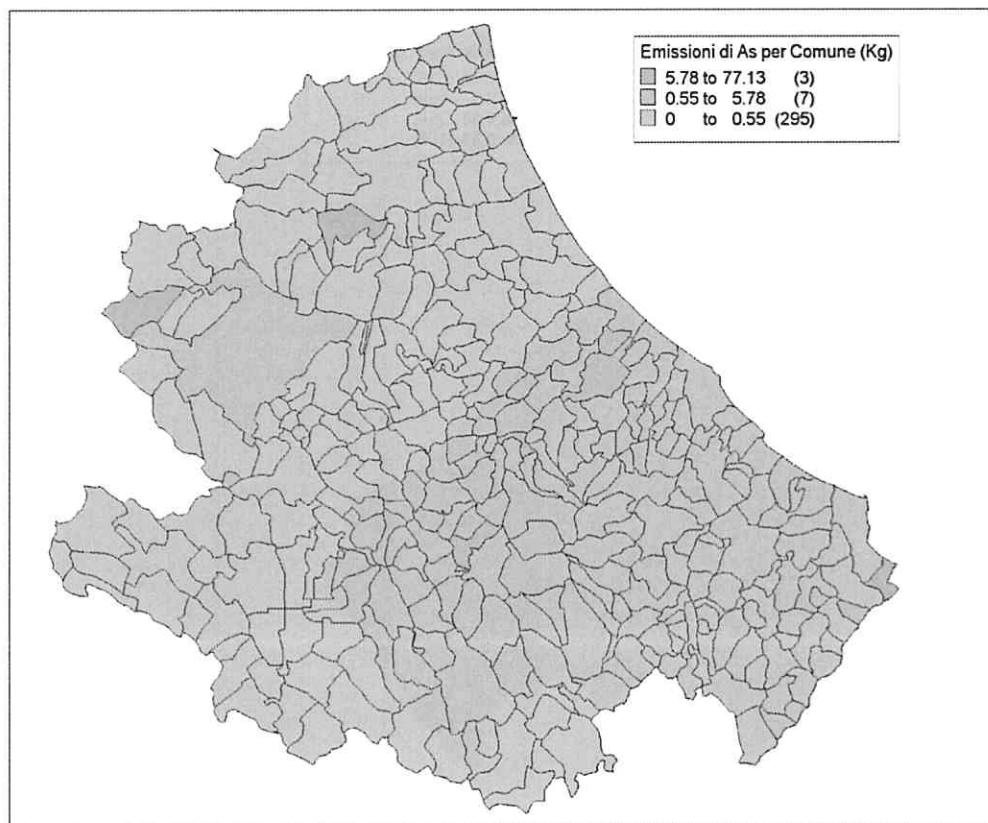 Emissioni di As per Comune (Kg)
5.78 to 77.13 (3)
0.55 to 5.78 (7)
0 to 0.55 (295)